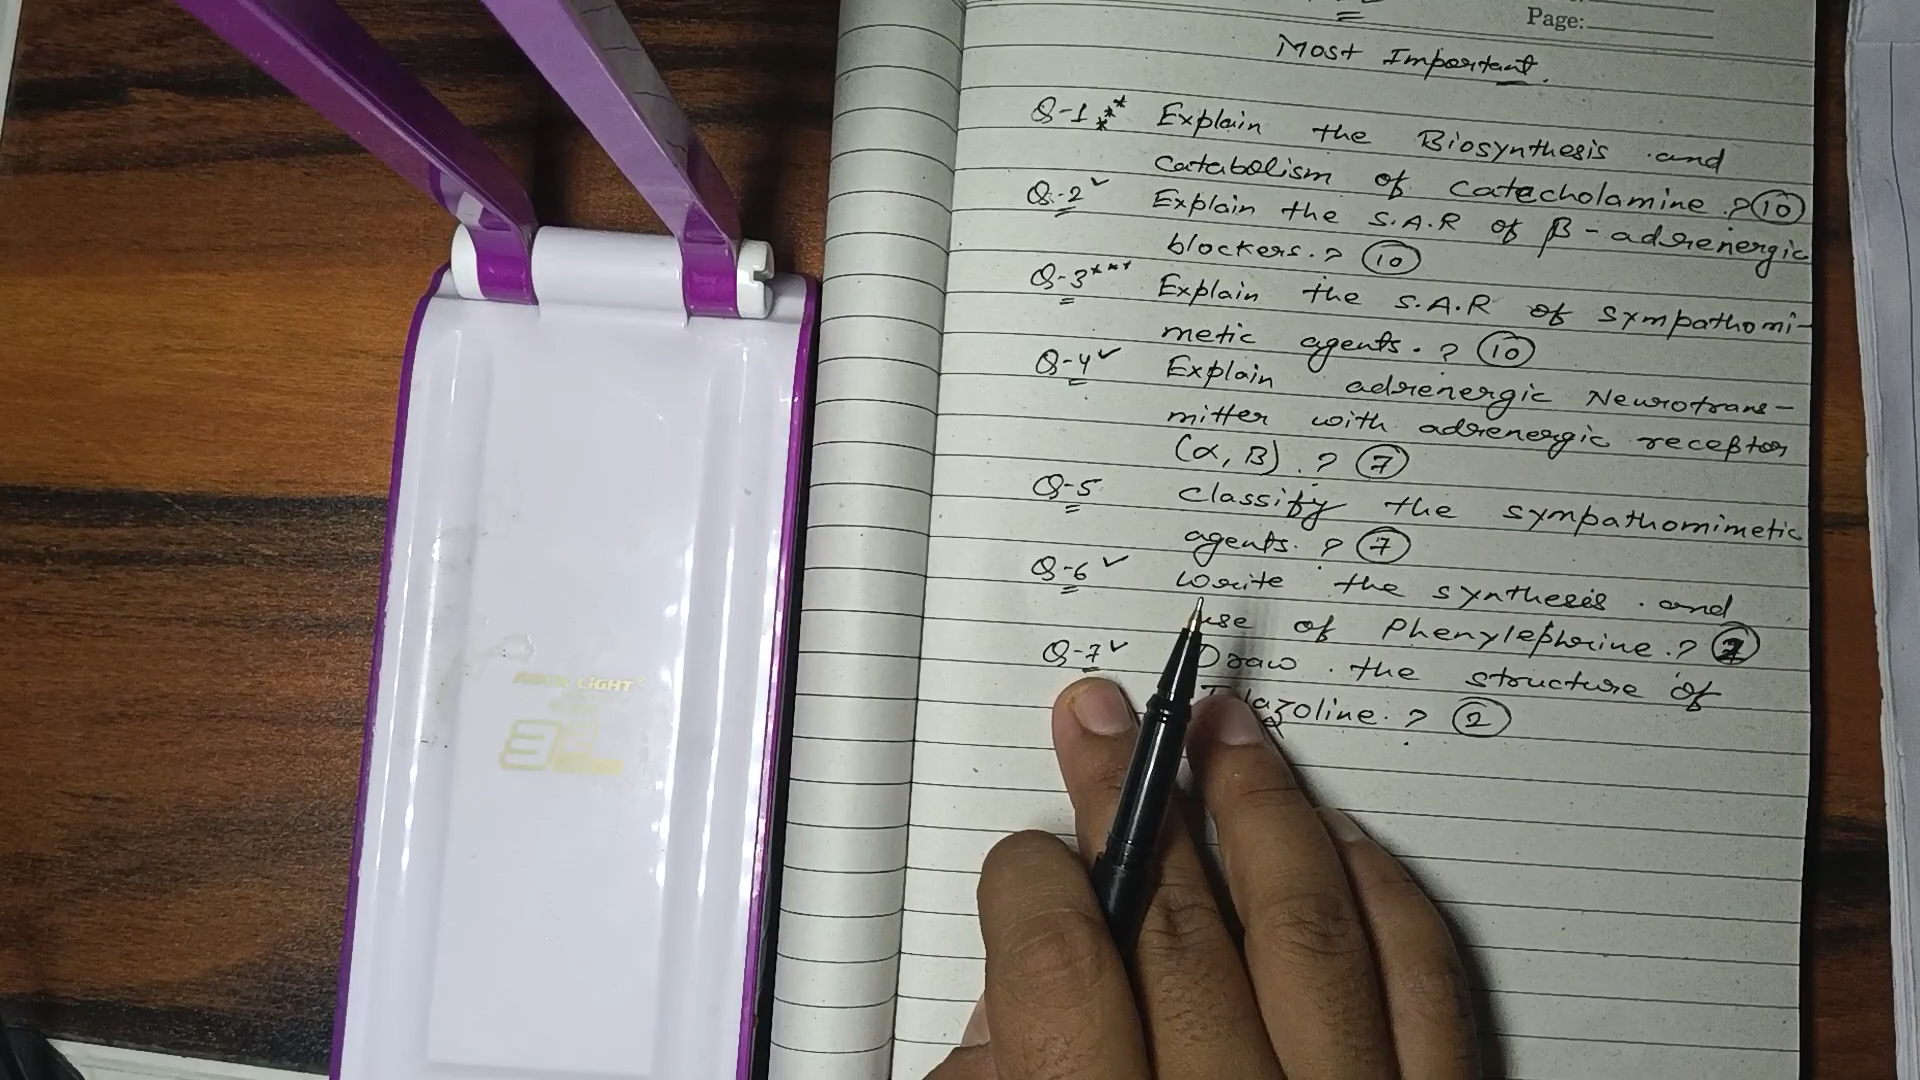 Page:
Most Important.
Q-1 *** Explain the Biosynthesis and
catabolism of catecholamine.? 10
Q-2 ✓ Explain the S.A.R of β-adrenergic
blockers.? 10
Q-3 *** Explain the S.A.R of sympathomi-
metic agents.? 10
Q-4 ✓ Explain adrenergic Neurotrans-
mitter with adrenergic receptor
(α, β).? 7
Q-5 classify the sympathomimetic
agents.? 7
Q-6 ✓ Write the synthesis and
use of Phenylephrine.?
Q-7 ✓ Draw the structure of
azoline.? 2
LIGHT